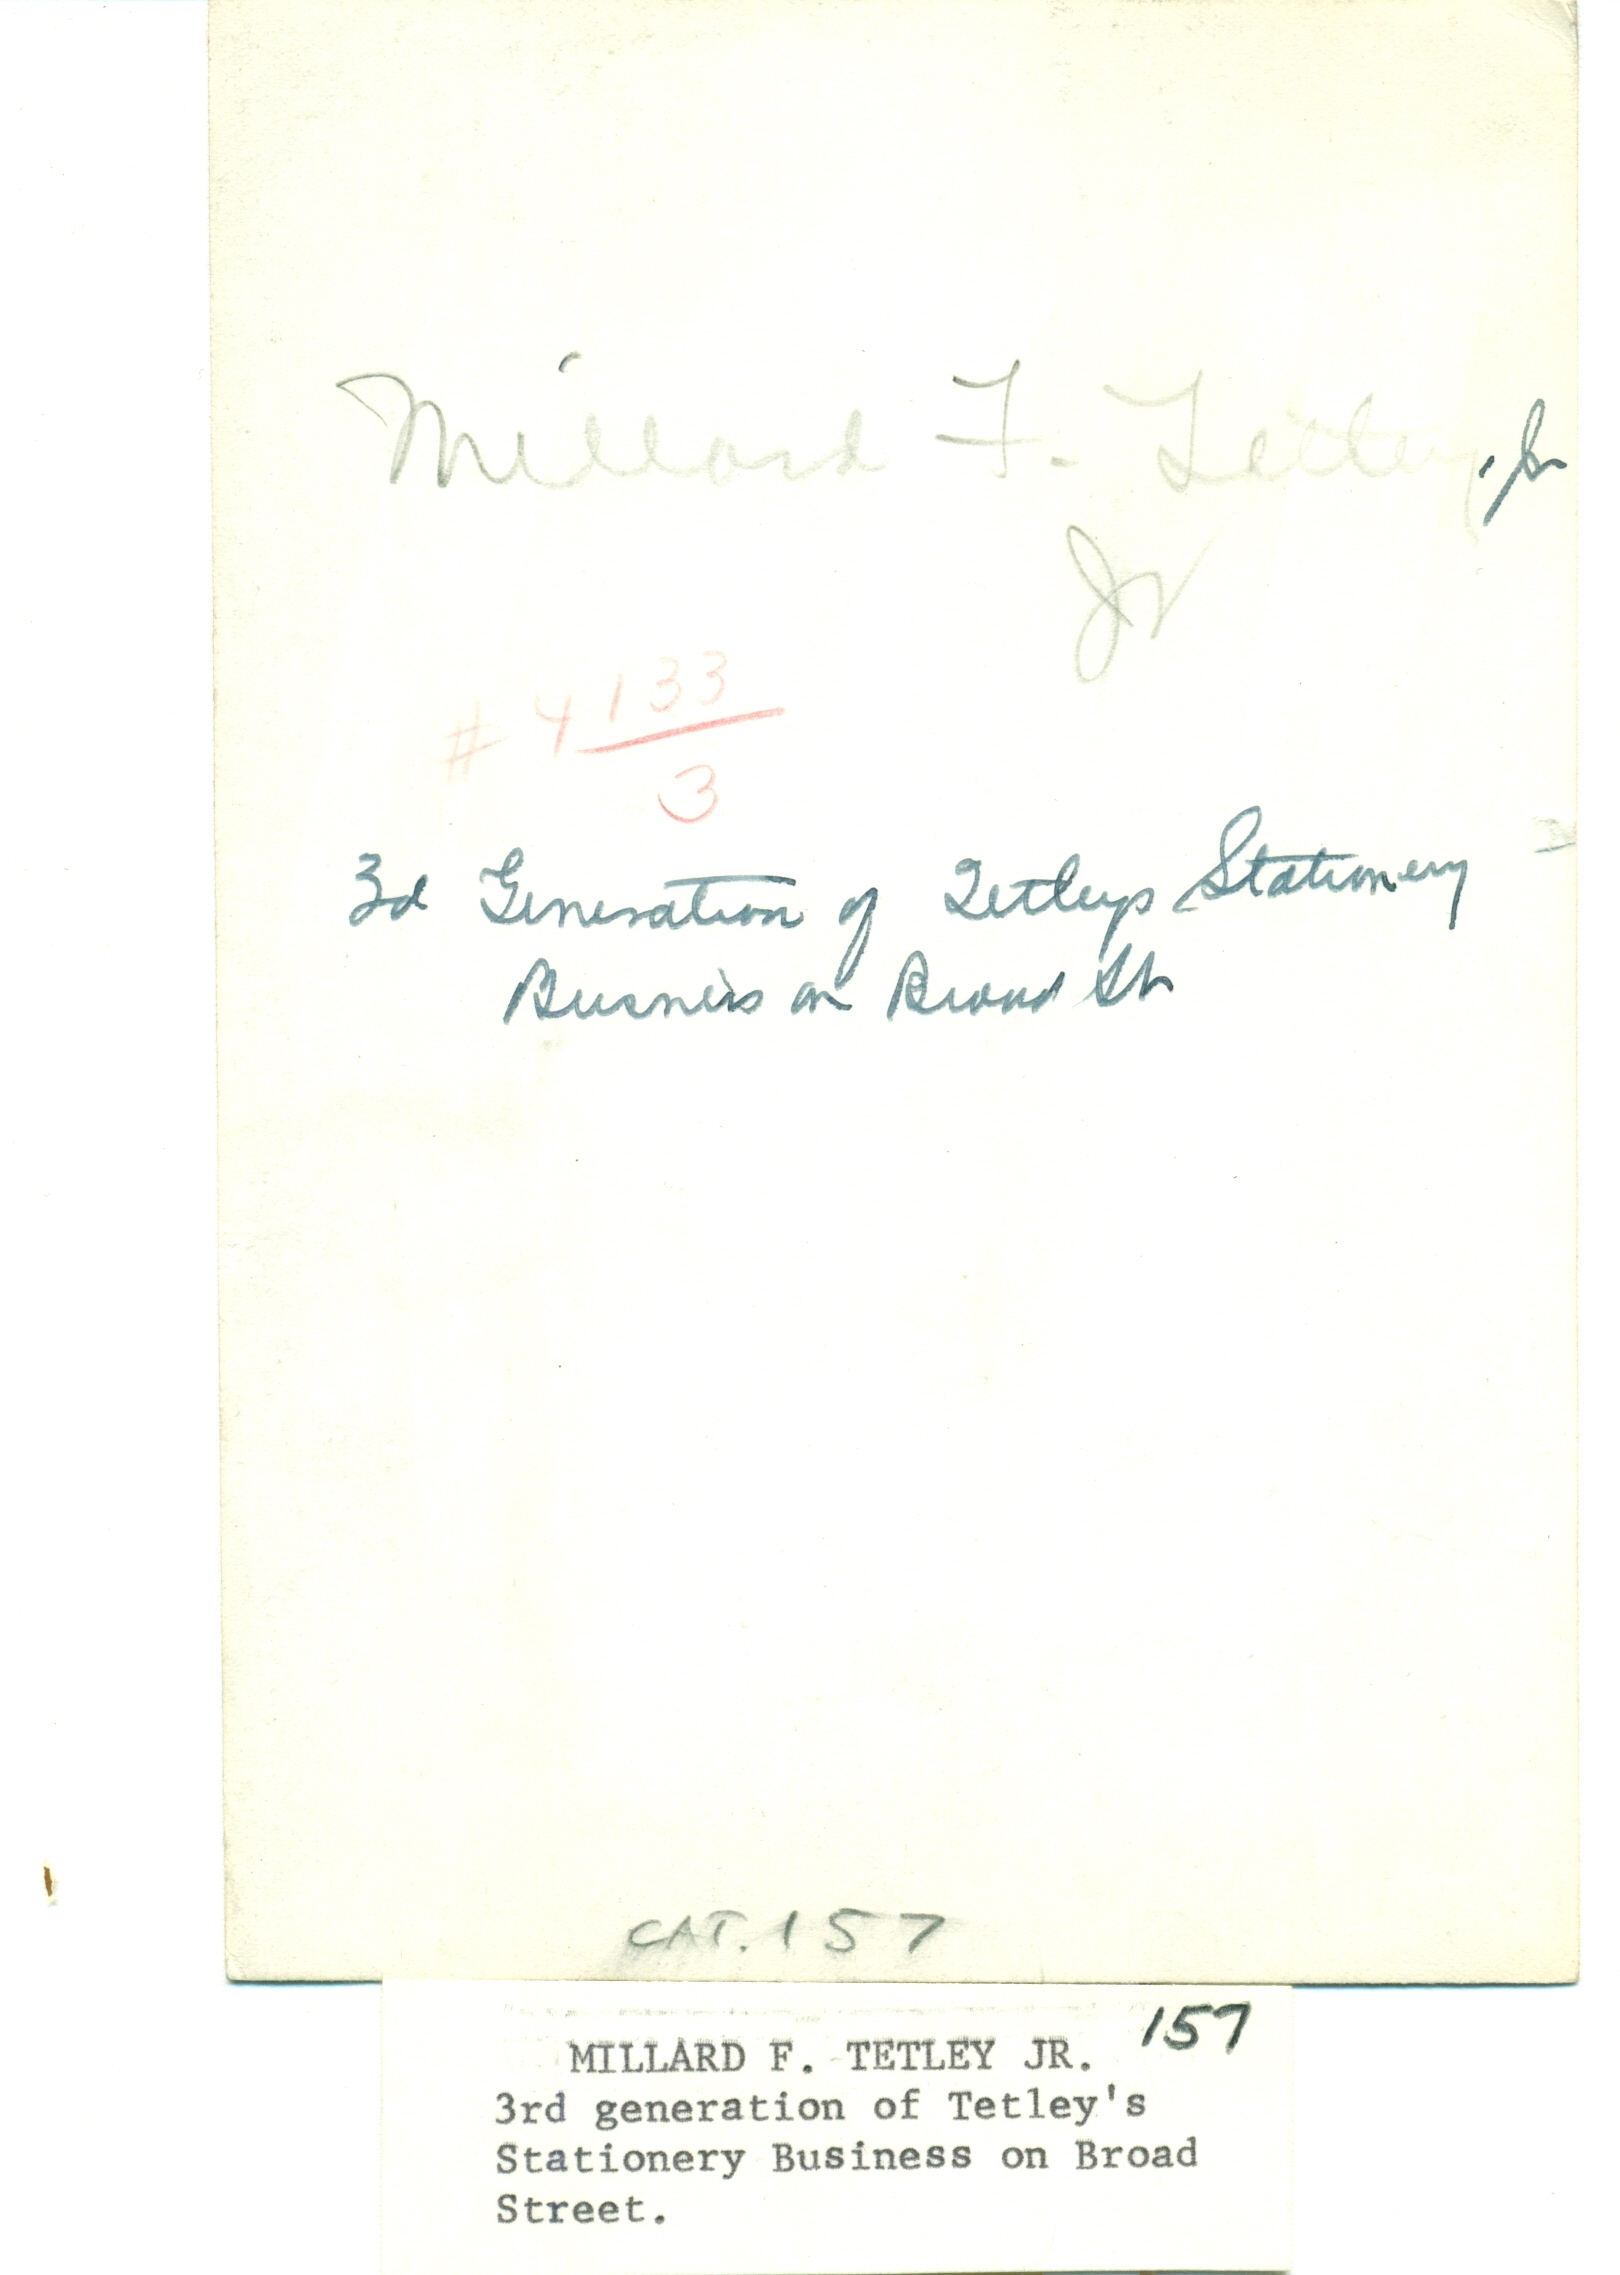 Millard F. Tetley, Jr
Jr
# 4133
3
3d Generation of Tetleys Stationery
Business on Broad St
CAT. 157
157
MILLARD F. TETLEY JR.
3rd generation of Tetley's
Stationery Business on Broad
Street.